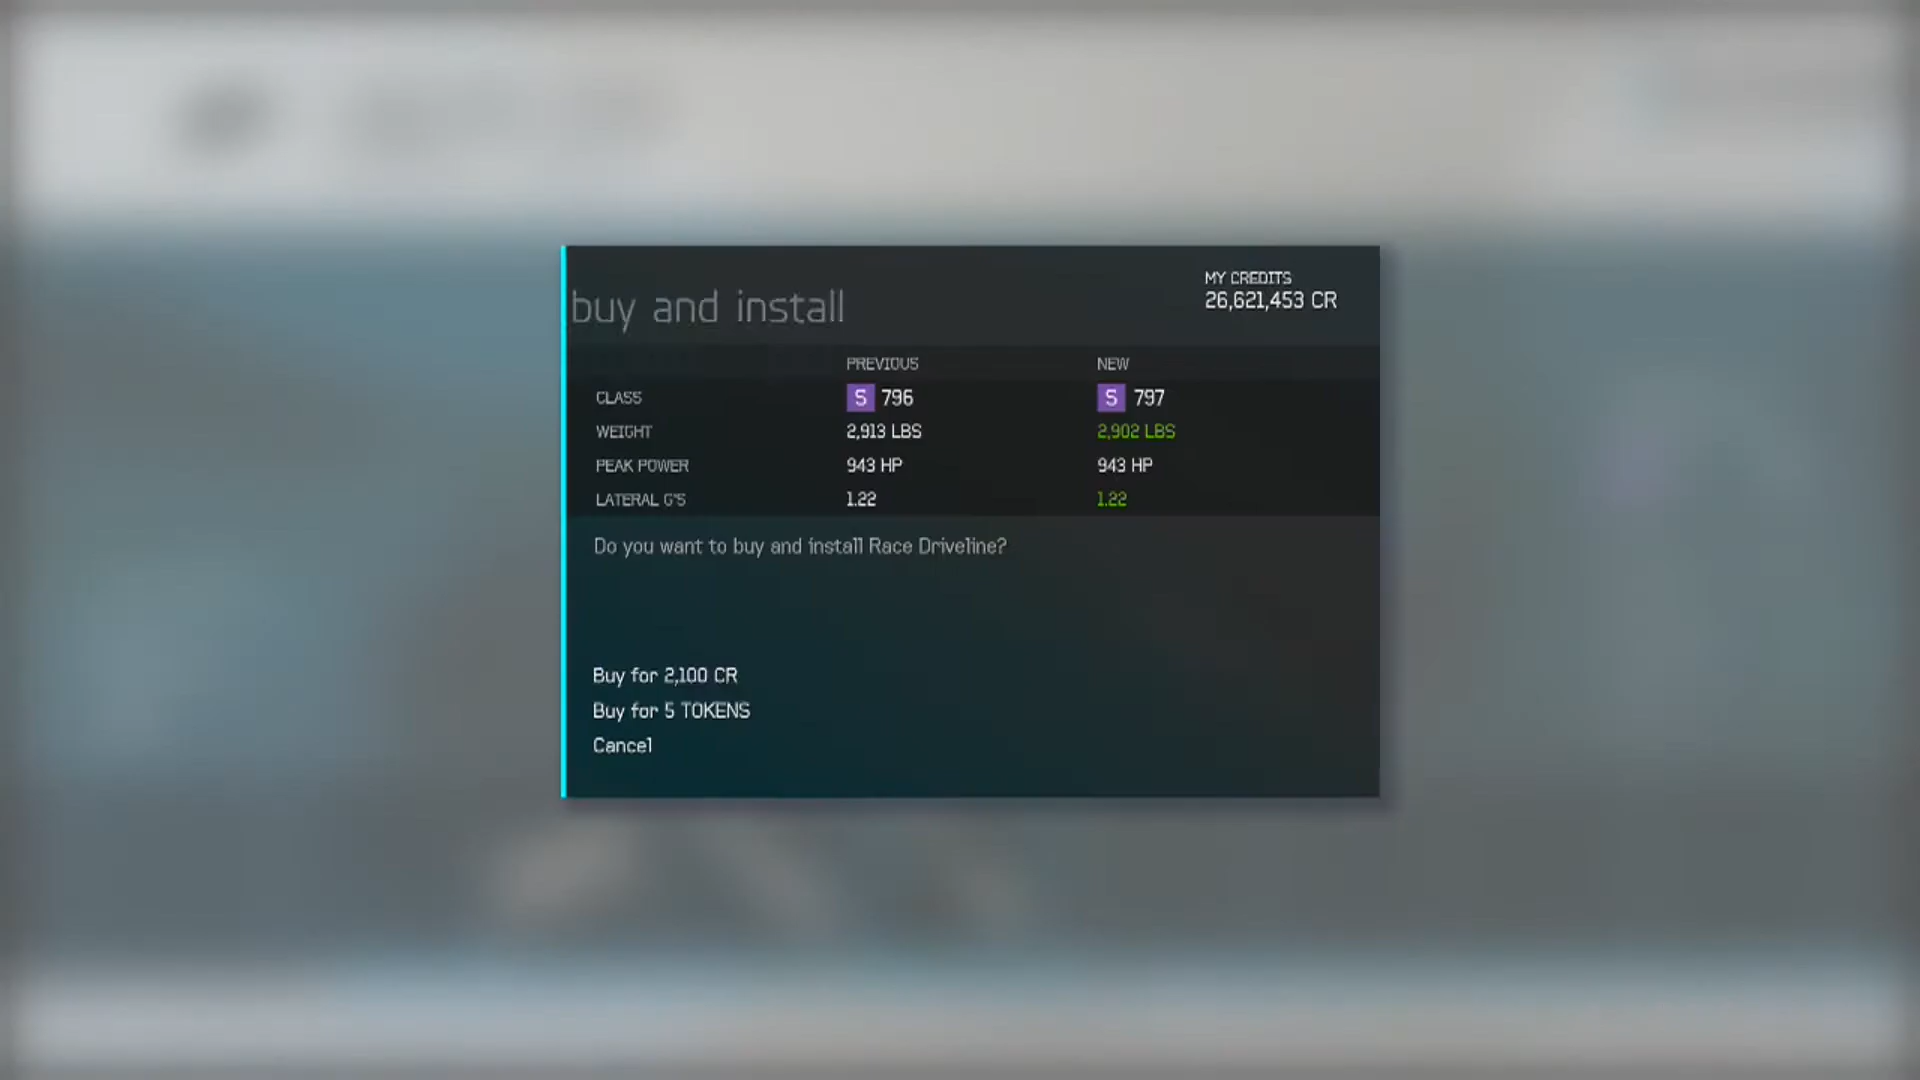 buy and install
MY CREDITS
26,621,453 CR
PREVIOUS NEW
CLASS S 796 S 797
WEIGHT 2,913 LBS 2,902 LBS
PEAK POWER 943 HP 943 HP
LATERAL G'S 1.22 1.22
Do you want to buy and install Race Driveline?
Buy for 2,100 CR
Buy for 5 TOKENS
Cancel